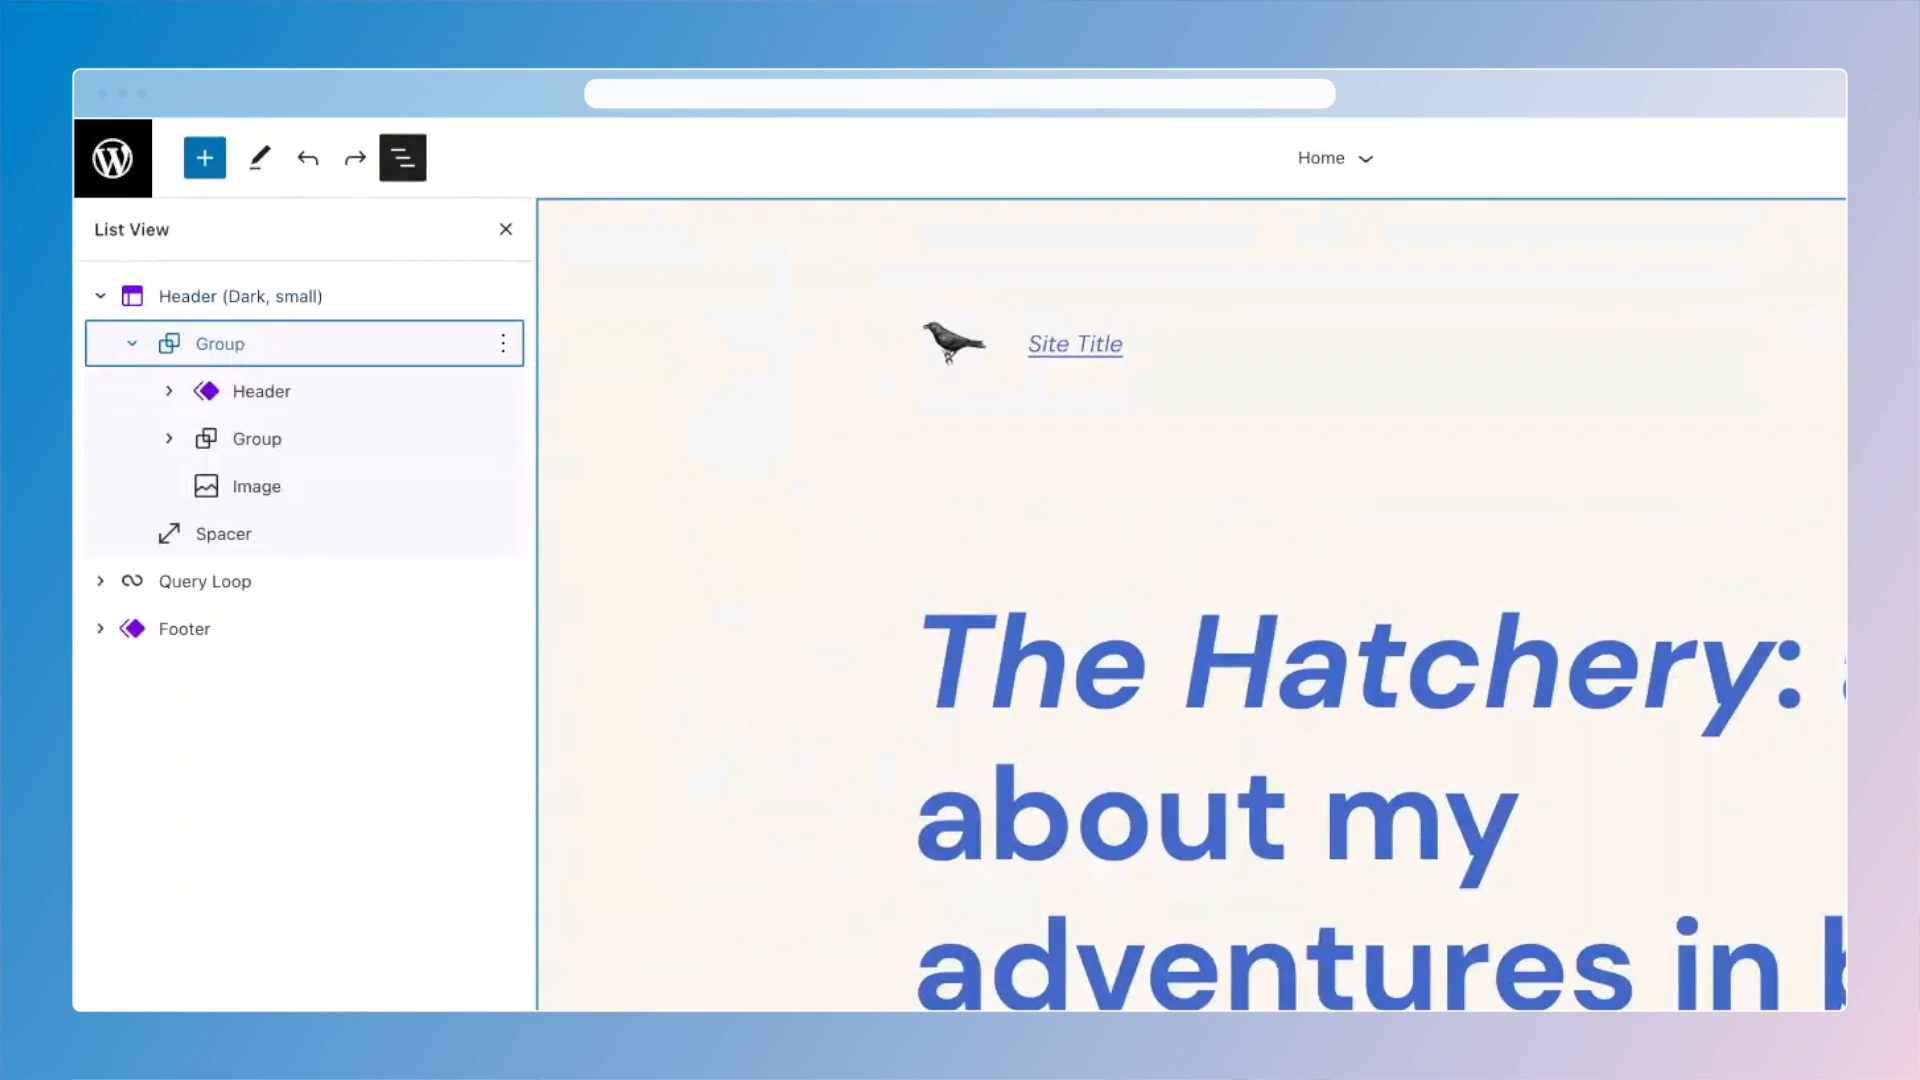 Home
List View
Header (Dark, small)
Group
Header
Group
Image
Spacer
Query Loop
Footer
Site Title
The Hatchery:
about my
adventures in